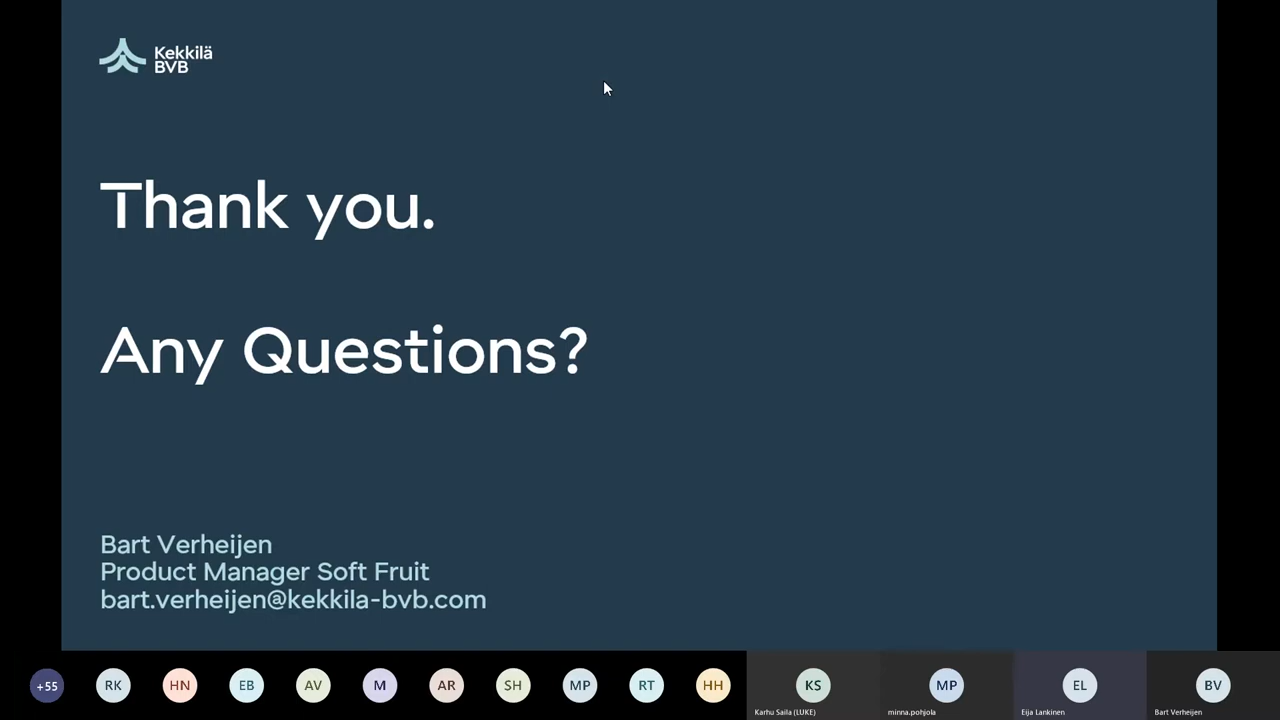 Kekkilä
BVB
Thank you.
Any Questions?
Bart Verheijen
Product Manager Soft Fruit
bart.verheijen@kekkila-bvb.com
+55
RK
HN
EB
AV
M
AR
SH
MP
RT
HH
KS
MP
EL
BV
Karhu Saila (LUKE)
minna.pohjola
Eija Lankinen
Bart Verheijen